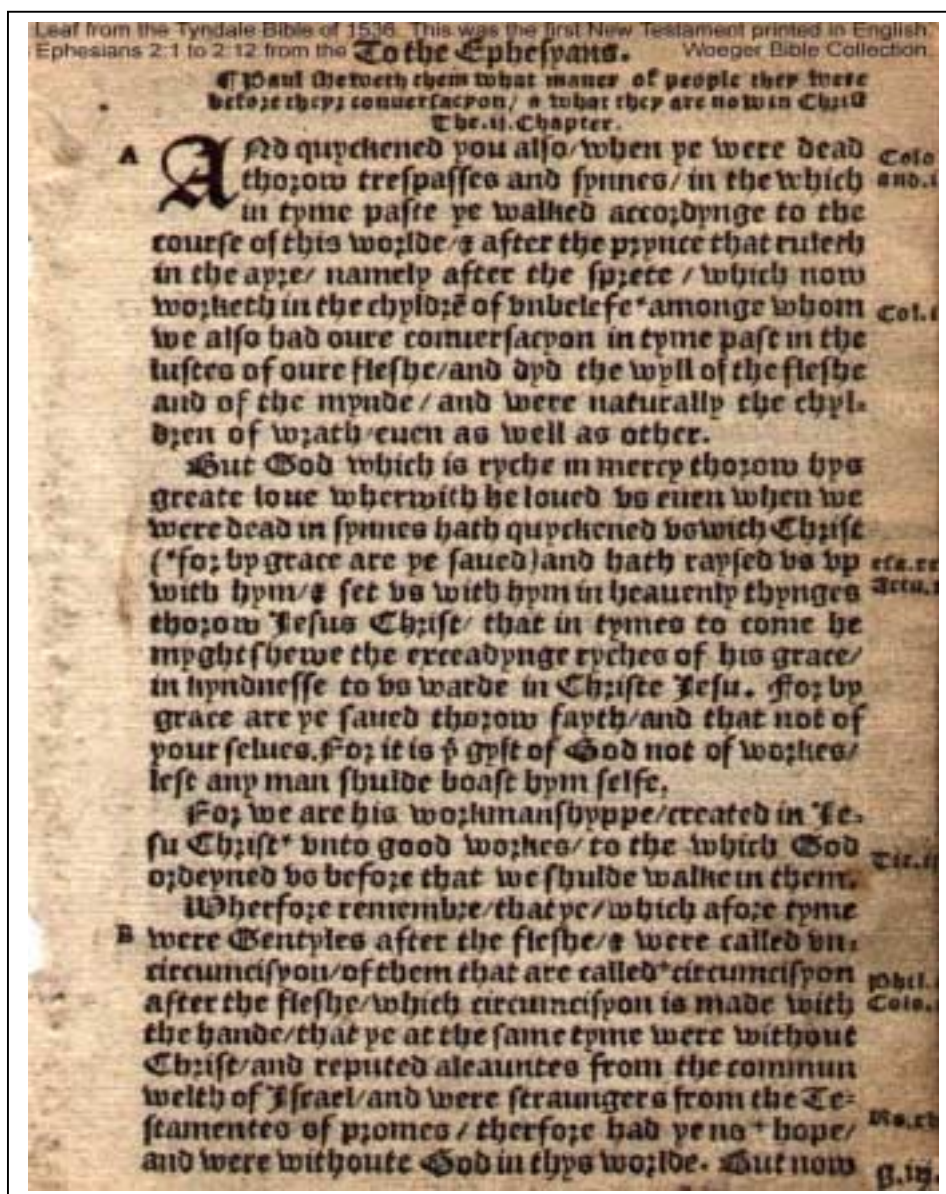 Leaf from the Tyndale Bible of 1536. This was the first New Testament printed in English.
Ephesians 2:1 to 2:12 from the Woeger Bible Collection.
To the Ephesyans.
¶ Paul sheweth them what maner of people they were
before theyr conuersacyon/ & what they are now in Christ
The .ii. Chapter.
A
ANd quyckened you also/when ye were dead
thorow trespasses and synnes/ in the which
in tyme paste ye walked accordynge to the
course of this worlde/& after the prynce that ruleth
in the ayre/ namely after the sprete / which now
worketh in the chyldrē of vnbelefe*amonge whom
we also had oure conuersacyon in tyme past in the
lustes of oure fleshe/and dyd the wyll of the fleshe
and of the mynde / and were naturally the chyl-
dren of wrath/euen as well as other.
But God which is ryche in mercy thorow hys
greate loue wherwith he loued vs euen when we
were dead in synnes hath quyckened vs with Christ
(*for by grace are ye saued)and hath raysed vs vp
with hym/& set vs with hym in heauenly thynges
thorow Jesus Christ/ that in tymes to come he
myght shewe the exceadynge ryches of his grace/
in kyndnesse to vs warde in Christe Jesu. For by
grace are ye saued thorow fayth/and that not of
your selues.For it is þͤ gyft of God not of workes/
lest any man shulde boast hym selfe.
For we are his workmanshyppe/created in Je-
su Christ* vnto good workes/ to the which God
ordeyned vs before that we shulde walke in them.
Wherfore remembre/that ye/which afore tyme
B
were Gentyles after the fleshe/& were called vn-
circumcisyon/of them that are called*circumcisyon
after the fleshe/which circumcisyon is made with
the hande/that ye at the same tyme were without
Christ/and reputed aleauntes from the commun
welth of Israel/and were straungers from the Te-
stamentes of promes / therfore had ye no * hope/
and were withoute God in thys worlde. But now
Colo
Col.
Phil.
Colo.